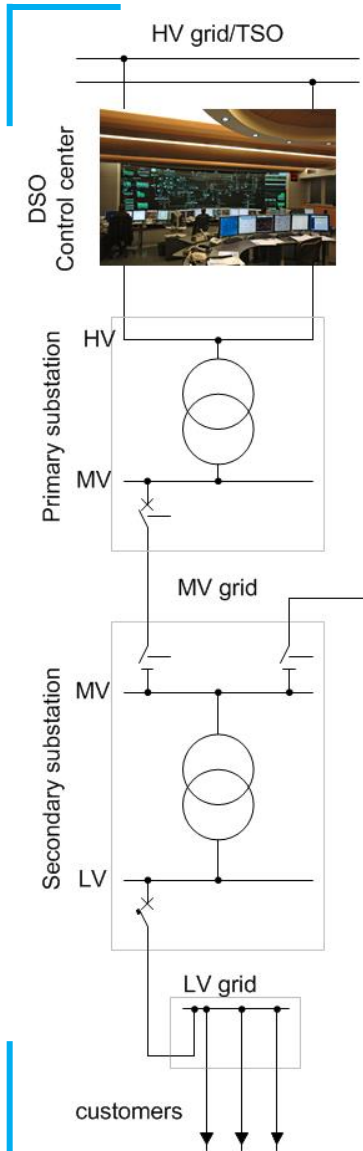 HV grid/TSO
DSO
Control center
HV
Primary substation
MV
MV grid
MV
Secondary substation
LV
LV grid
customers